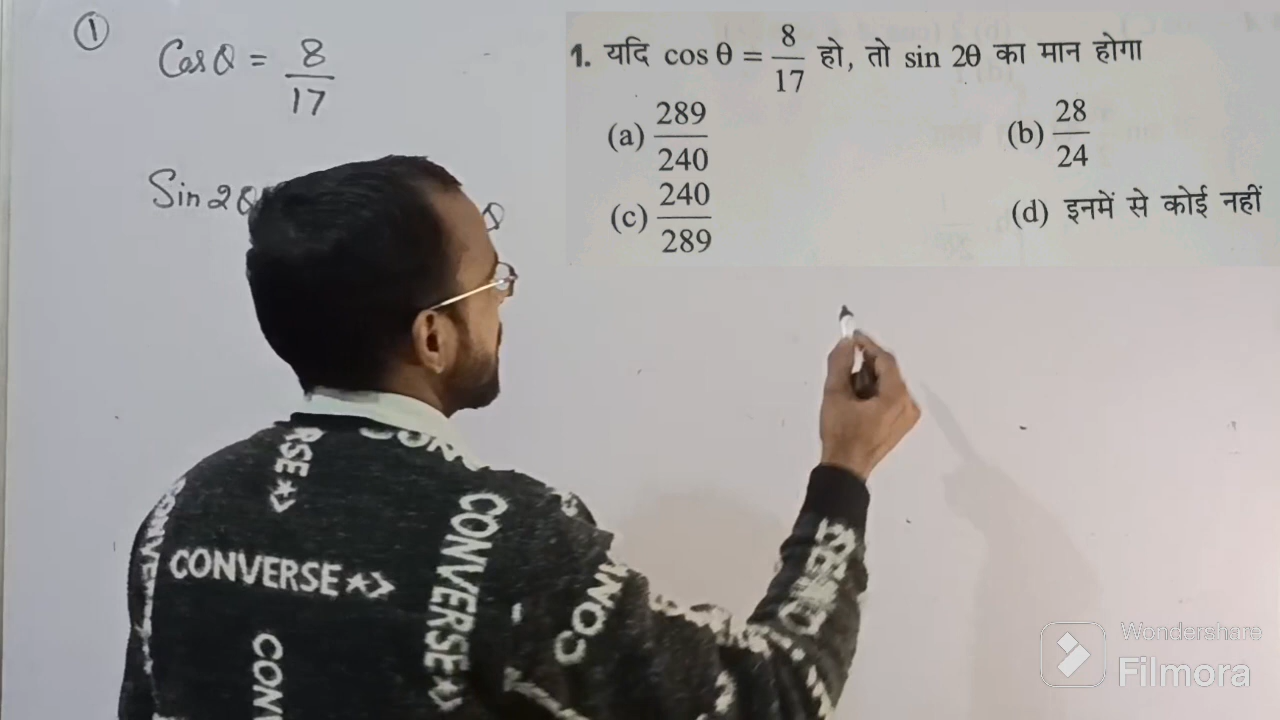 ①
Cos θ = 8/17
Sin 2θ
θ
1. यदि cos θ = 8/17 हो, तो sin 2θ का मान होगा
(a) 289/240
(b) 28/24
(c) 240/289
(d) इनमें से कोई नहीं
CONVERSE
CONVERSE
Wondershare
Filmora